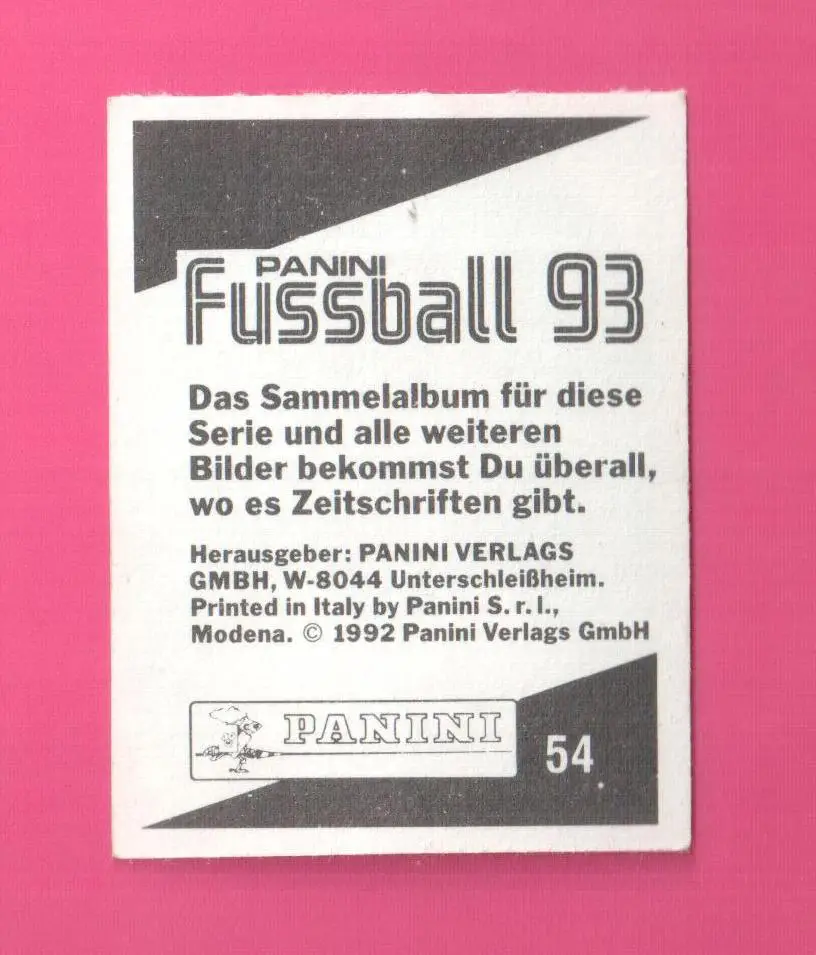 PANINI
Fussball 93
Das Sammelalbum für diese
Serie und alle weiteren
Bilder bekommst Du überall,
wo es Zeitschriften gibt.
Herausgeber: PANINI VERLAGS
GMBH, W-8044 Unterschleißheim.
Printed in Italy by Panini S. r. l.,
Modena. © 1992 Panini Verlags GmbH
PANINI
54